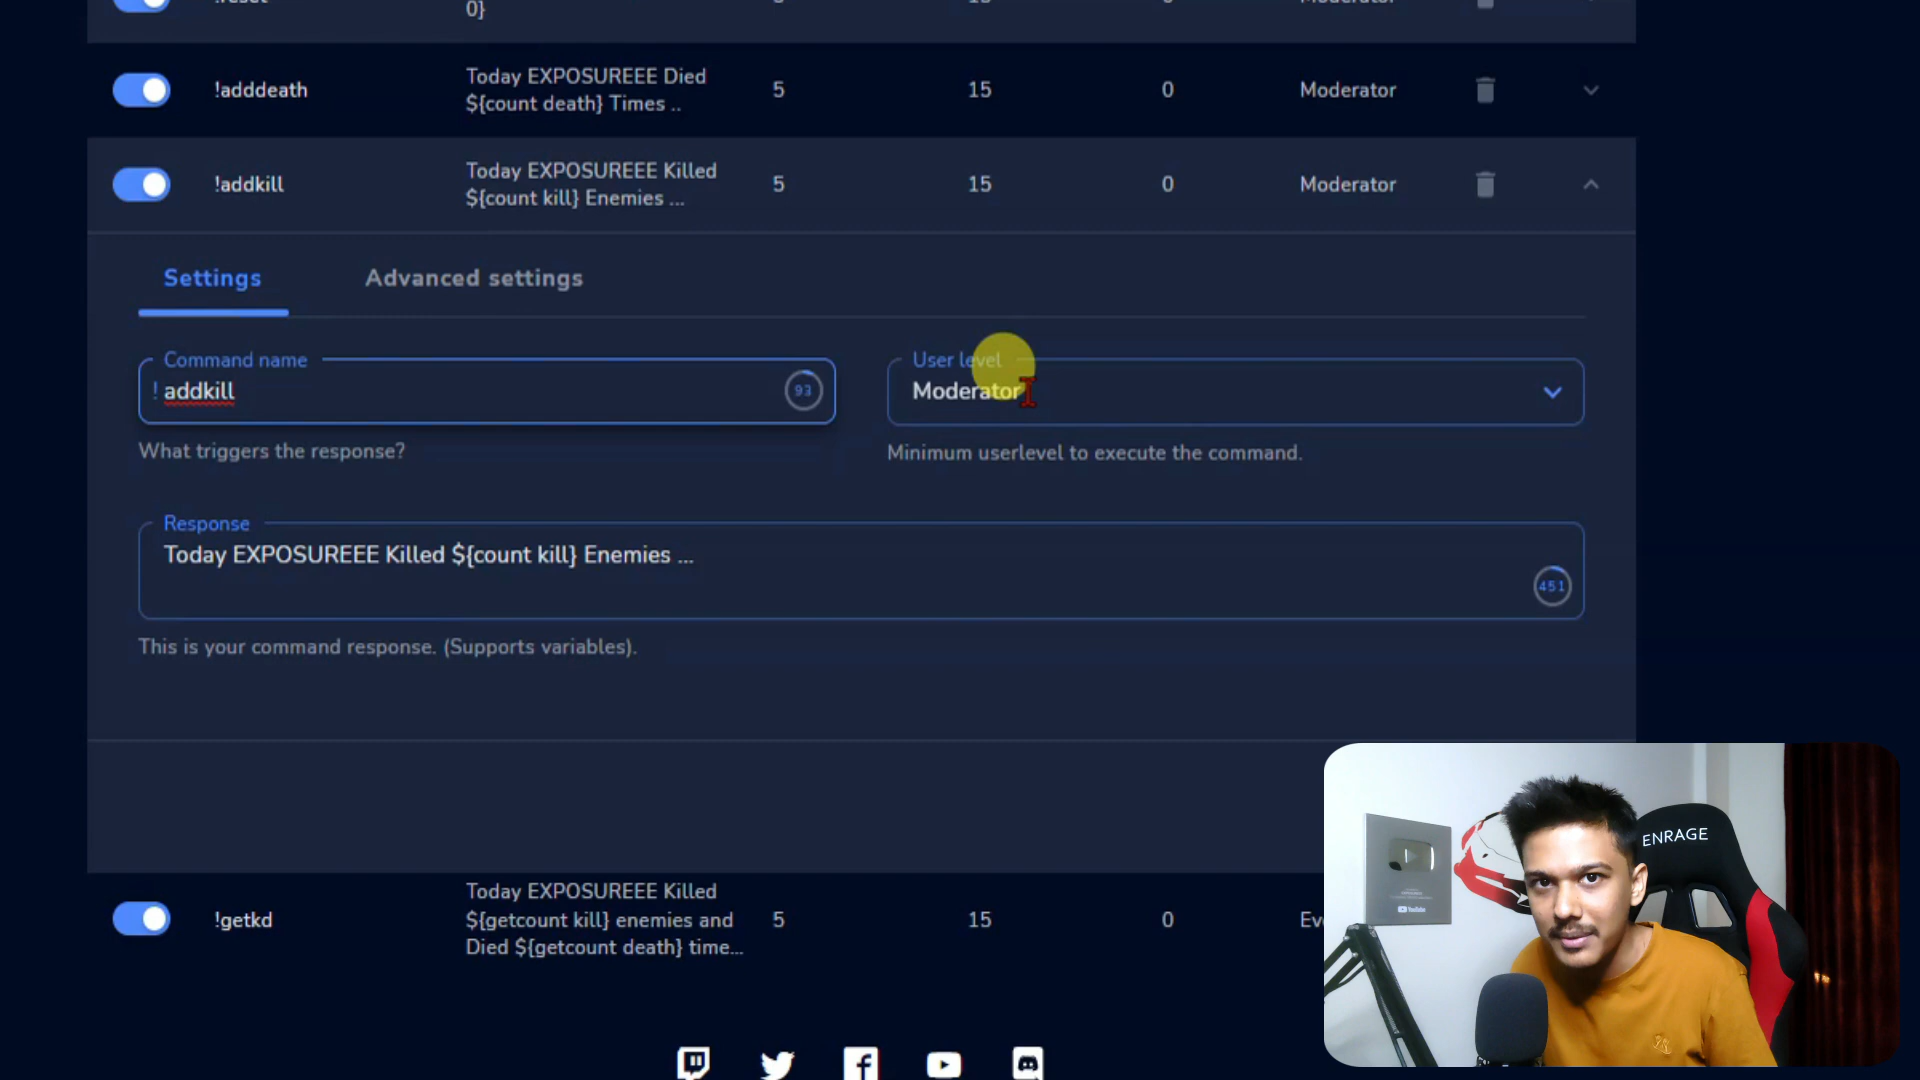 0}
!adddeath
Today EXPOSUREEE Died
${count death} Times ..
5
15
0
Moderator
!addkill
Today EXPOSUREEE Killed
${count kill} Enemies ...
5
15
0
Moderator
Settings
Advanced settings
Command name
! addkill
93
What triggers the response?
User level
Moderator
Minimum userlevel to execute the command.
Response
Today EXPOSUREEE Killed ${count kill} Enemies ...
451
This is your command response. (Supports variables).
!getkd
Today EXPOSUREEE Killed
${getcount kill} enemies and
Died ${getcount death} time...
5
15
0
ENRAGE
YouTube